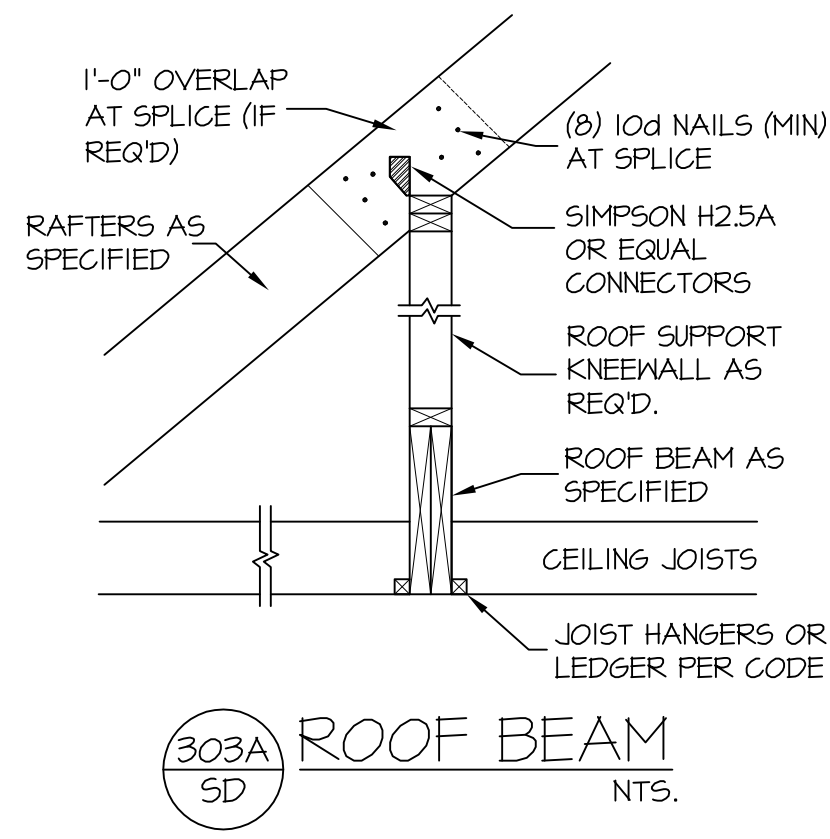 1'-0" OVERLAP
AT SPLICE (IF
REQ'D)
(8) 10d NAILS (MIN)
AT SPLICE
RAFTERS AS
SPECIFIED
SIMPSON H2.5A
OR EQUAL
CONNECTORS
ROOF SUPPORT
KNEEWALL AS
REQ'D.
ROOF BEAM AS
SPECIFIED
CEILING JOISTS
JOIST HANGERS OR
LEDGER PER CODE
303A
SD
ROOF BEAM
NTS.